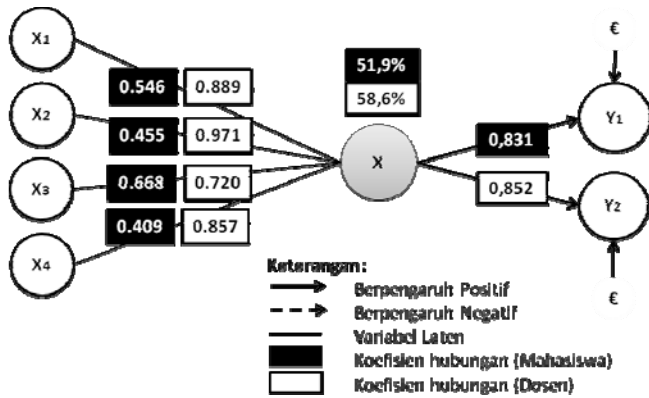 X1
X2
X3
X4
0.546 0.889
0.455 0.971
0.668 0.720
0.409 0.857
51,9%
58,6%
X
0,831
0,852
€
Y1
Y2
€
Keterangan:
Berpengaruh Positif
Berpengaruh Negatif
Variabel Laten
Koefisien hubungan (Mahasiswa)
Koefisien hubungan (Dosen)